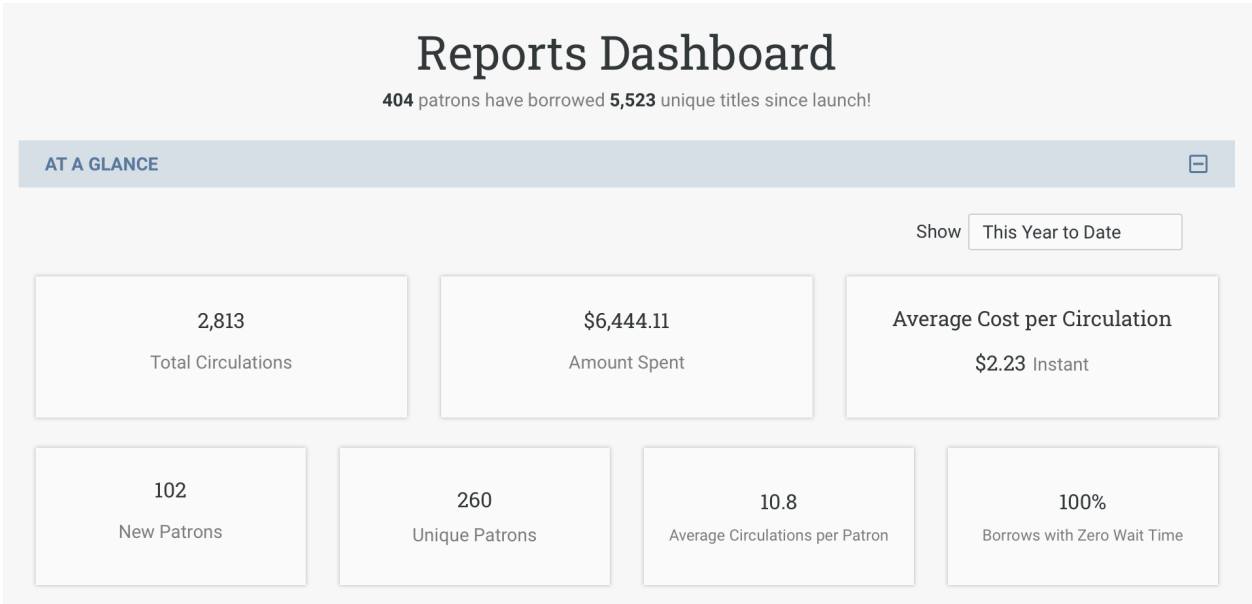 Reports Dashboard
404 patrons have borrowed 5,523 unique titles since launch!
AT A GLANCE
Show This Year to Date
2,813
Total Circulations
$6,444.11
Amount Spent
Average Cost per Circulation
$2.23 Instant
102
New Patrons
260
Unique Patrons
10.8
Average Circulations per Patron
100%
Borrows with Zero Wait Time